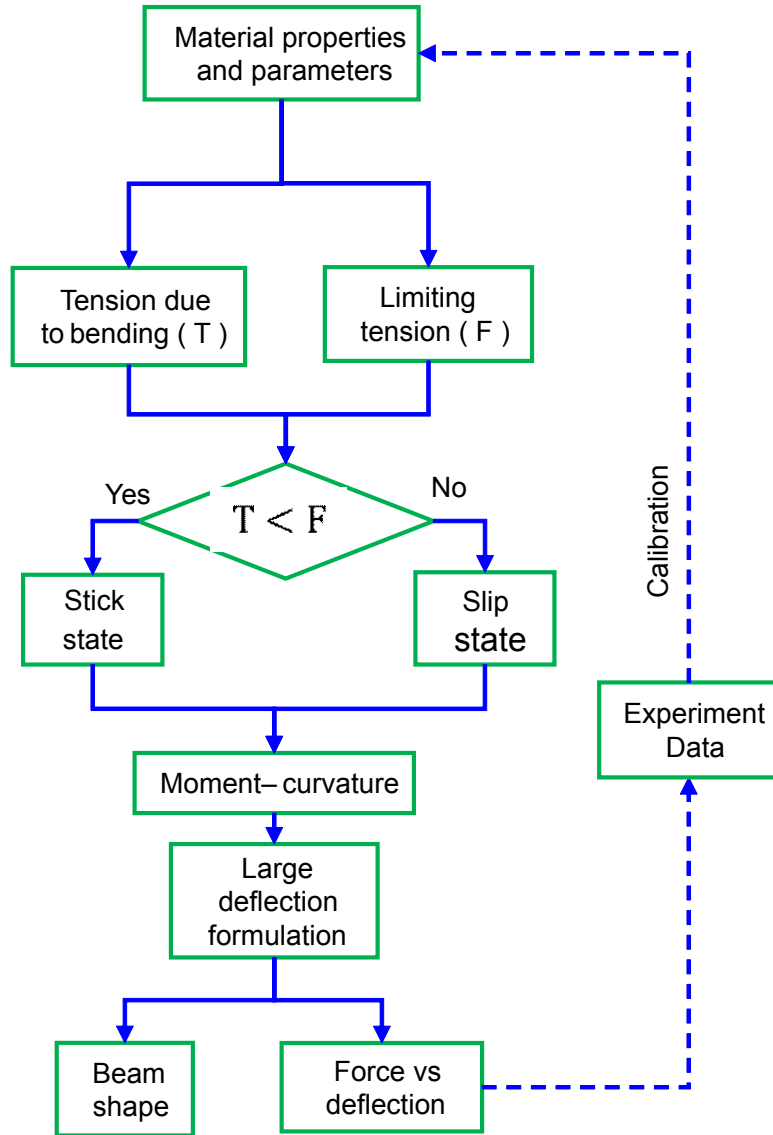 Material properties
and parameters
Tension due
to bending ( T )
Limiting
tension ( F )
Yes
No
T < F
Stick
state
Slip
state
Calibration
Experiment
Data
Moment– curvature
Large
deflection
formulation
Beam
shape
Force vs
deflection